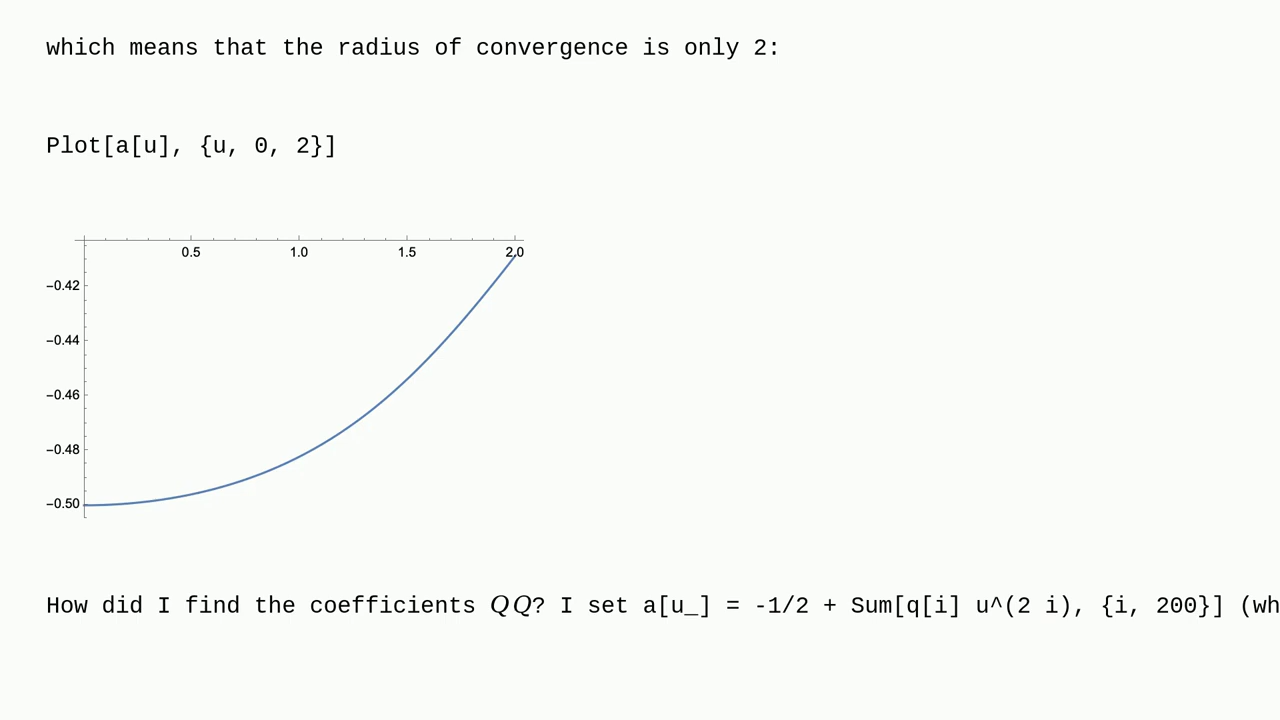 which means that the radius of convergence is only 2:
Plot[a[u], {u, 0, 2}]
0.5 1.0 1.5 2.0
−0.42
−0.44
−0.46
−0.48
−0.50
How did I find the coefficients QQ? I set a[u_] = -1/2 + Sum[q[i] u^(2 i), {i, 200}] (wh